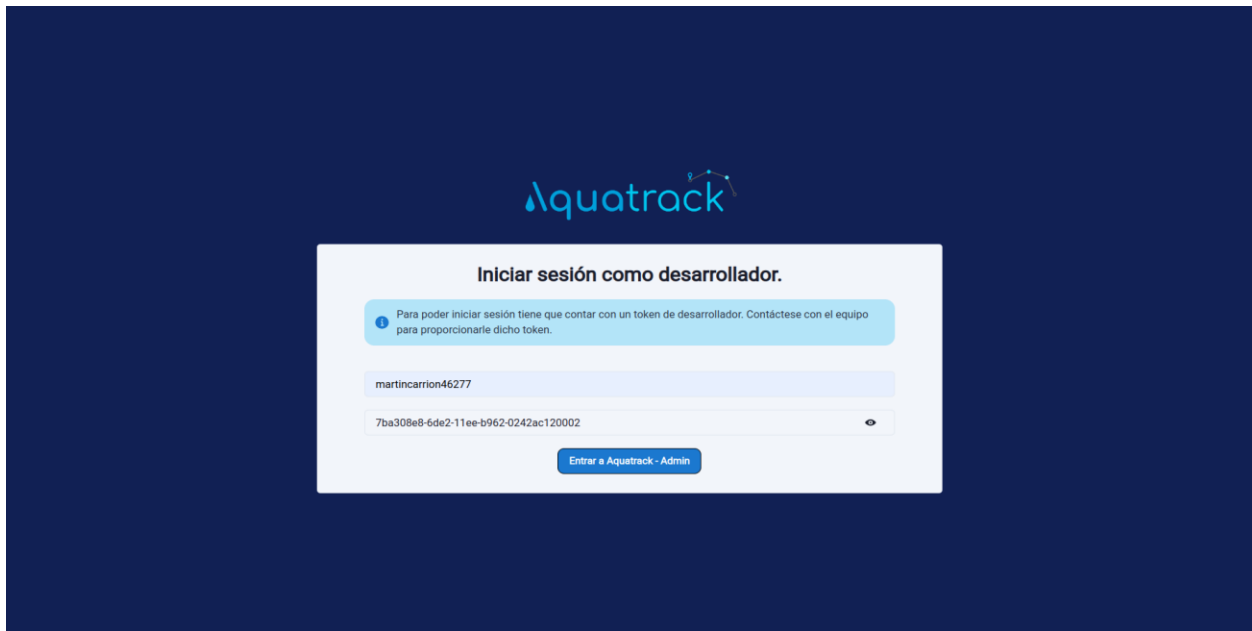 Aquatrack
Iniciar sesión como desarrollador.
Para poder iniciar sesión tiene que contar con un token de desarrollador. Contáctese con el equipo
para proporcionarle dicho token.
martincarrion46277
7ba308e8-6de2-11ee-b962-0242ac120002
Entrar a Aquatrack - Admin